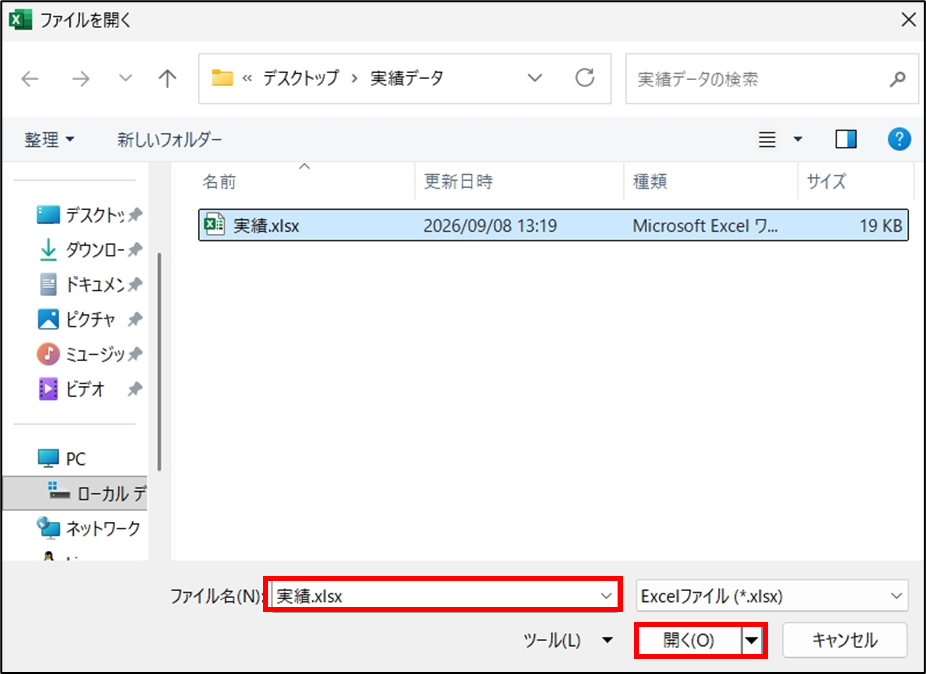 ファイルを開く
« デスクトップ › 実績データ
実績データの検索
整理
新しいフォルダー
名前 更新日時 種類 サイズ
実績.xlsx 2026/09/08 13:19 Microsoft Excel ワ... 19 KB
デスクトッ
ダウンロー
ドキュメン
ピクチャ
ミュージッ
ビデオ
PC
ローカル デ
ネットワーク
ファイル名(N): 実績.xlsx
Excelファイル (*.xlsx)
ツール(L)
開く(O)
キャンセル